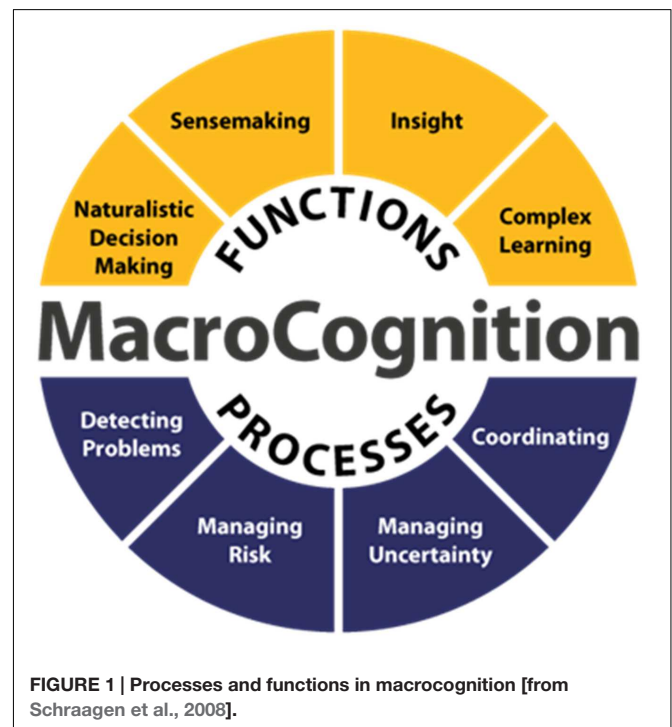 Sensemaking
Insight
Naturalistic
Decision
Making
Complex
Learning
FUNCTIONS
MacroCognition
PROCESSES
Detecting
Problems
Coordinating
Managing
Risk
Managing
Uncertainty
FIGURE 1 | Processes and functions in macrocognition [from
Schraagen et al., 2008].